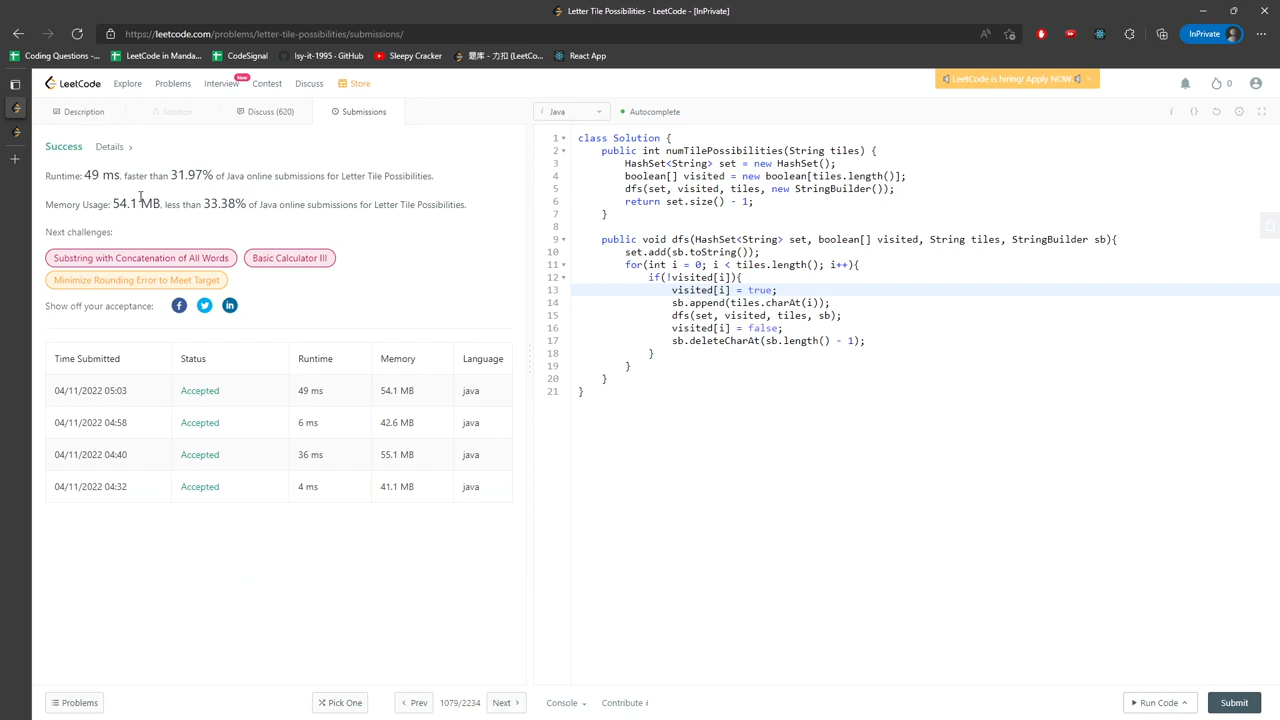 Letter Tile Possibilities - LeetCode - [InPrivate]
https://leetcode.com/problems/letter-tile-possibilities/submissions/
InPrivate
Coding Questions - ...
LeetCode in Manda...
CodeSignal
lsy-it-1995 - GitHub
Sleepy Cracker
題库 - 力扣 (LeetCo...
React App
LeetCode
Explore
Problems
Interview
New
Contest
Discuss
Store
LeetCode is hiring! Apply NOW.
0
Description
Solution
Discuss (620)
Submissions
i Java
Autocomplete
Success Details >
Runtime: 49 ms, faster than 31.97% of Java online submissions for Letter Tile Possibilities.
Memory Usage: 54.1 MB, less than 33.38% of Java online submissions for Letter Tile Possibilities.
Next challenges:
Substring with Concatenation of All Words
Basic Calculator III
Minimize Rounding Error to Meet Target
Show off your acceptance:
Time Submitted Status Runtime Memory Language
04/11/2022 05:03 Accepted 49 ms 54.1 MB java
04/11/2022 04:58 Accepted 6 ms 42.6 MB java
04/11/2022 04:40 Accepted 36 ms 55.1 MB java
04/11/2022 04:32 Accepted 4 ms 41.1 MB java
1 class Solution {
2 public int numTilePossibilities(String tiles) {
3 HashSet<String> set = new HashSet();
4 boolean[] visited = new boolean[tiles.length()];
5 dfs(set, visited, tiles, new StringBuilder());
6 return set.size() - 1;
7 }
8
9 public void dfs(HashSet<String> set, boolean[] visited, String tiles, StringBuilder sb){
10 set.add(sb.toString());
11 for(int i = 0; i < tiles.length(); i++){
12 if(!visited[i]){
13 visited[i] = true;
14 sb.append(tiles.charAt(i));
15 dfs(set, visited, tiles, sb);
16 visited[i] = false;
17 sb.deleteCharAt(sb.length() - 1);
18 }
19 }
20 }
21 }
Problems
Pick One
< Prev
1079/2234
Next >
Console
Contribute i
Run Code
Submit